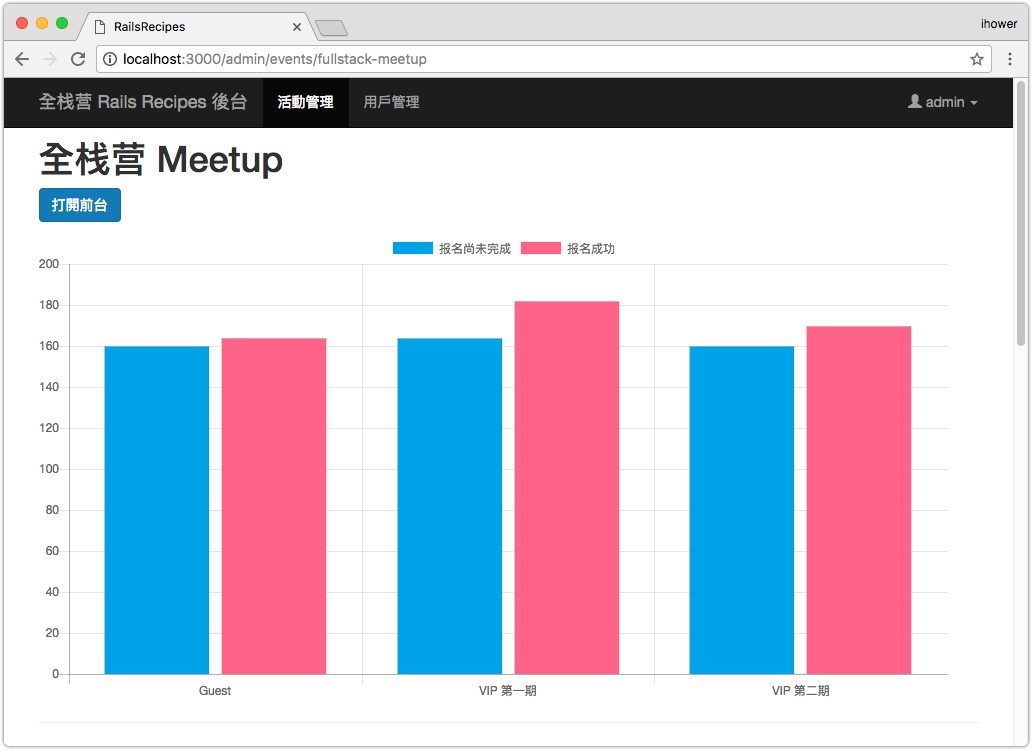 RailsRecipes
ihower
localhost:3000/admin/events/fullstack-meetup
全栈营 Rails Recipes 後台 活動管理 用戶管理 admin
全栈营 Meetup
打開前台
报名尚未完成 报名成功
200
180
160
140
120
100
80
60
40
20
0
Guest VIP 第一期 VIP 第二期